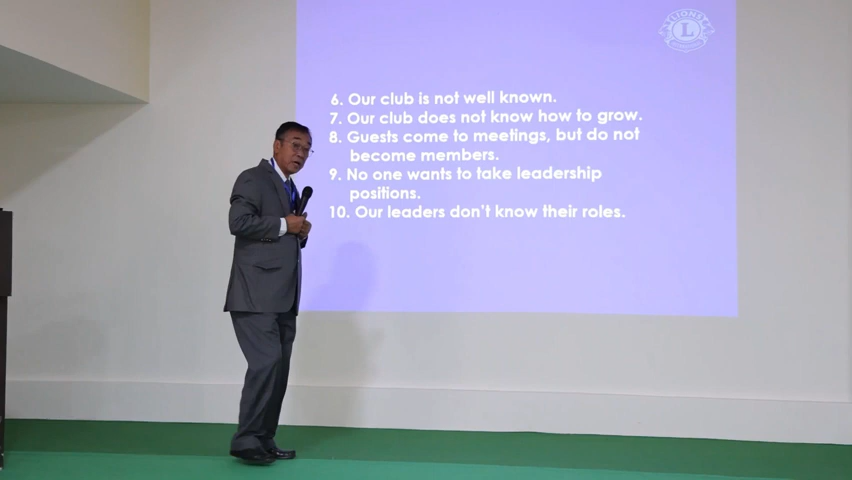 LIONS
L
6. Our club is not well known.
7. Our club does not know how to grow.
8. Guests come to meetings, but do not
become members.
9. No one wants to take leadership
positions.
10. Our leaders don't know their roles.